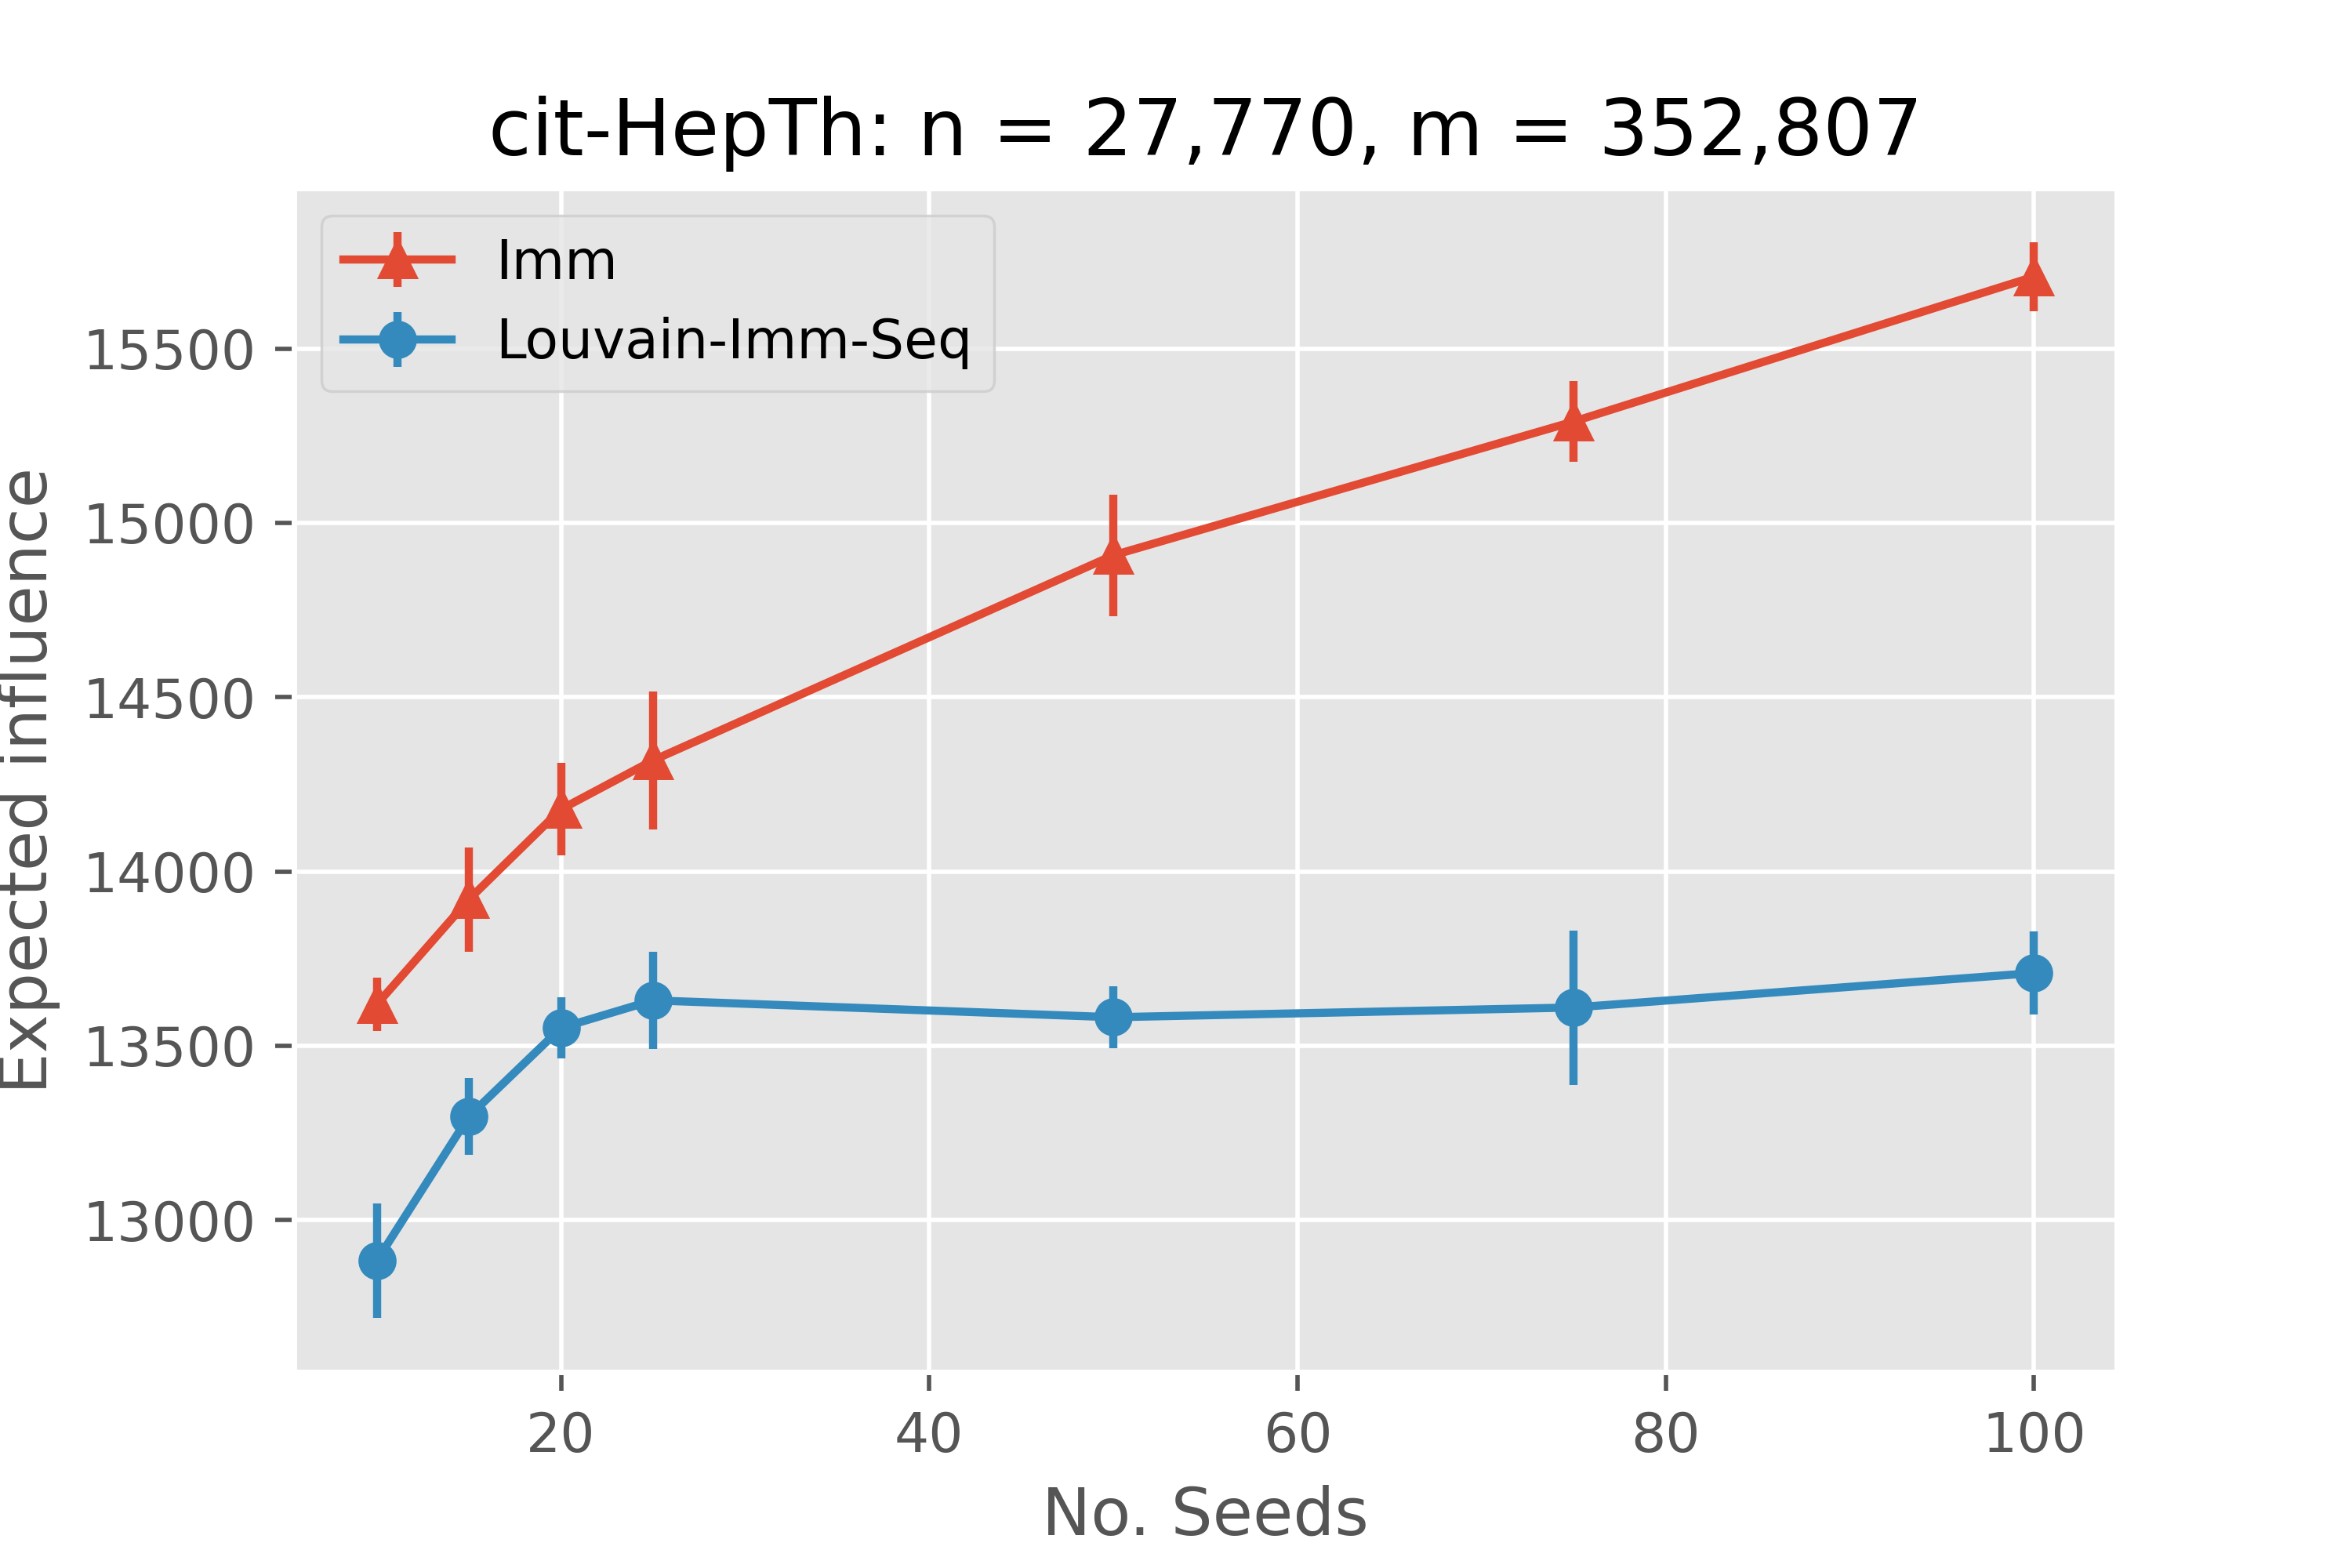 cit-HepTh: n = 27,770, m = 352,807
Imm
Louvain-Imm-Seq
Expected influence
15500
15000
14500
14000
13500
13000
20 40 60 80 100
No. Seeds